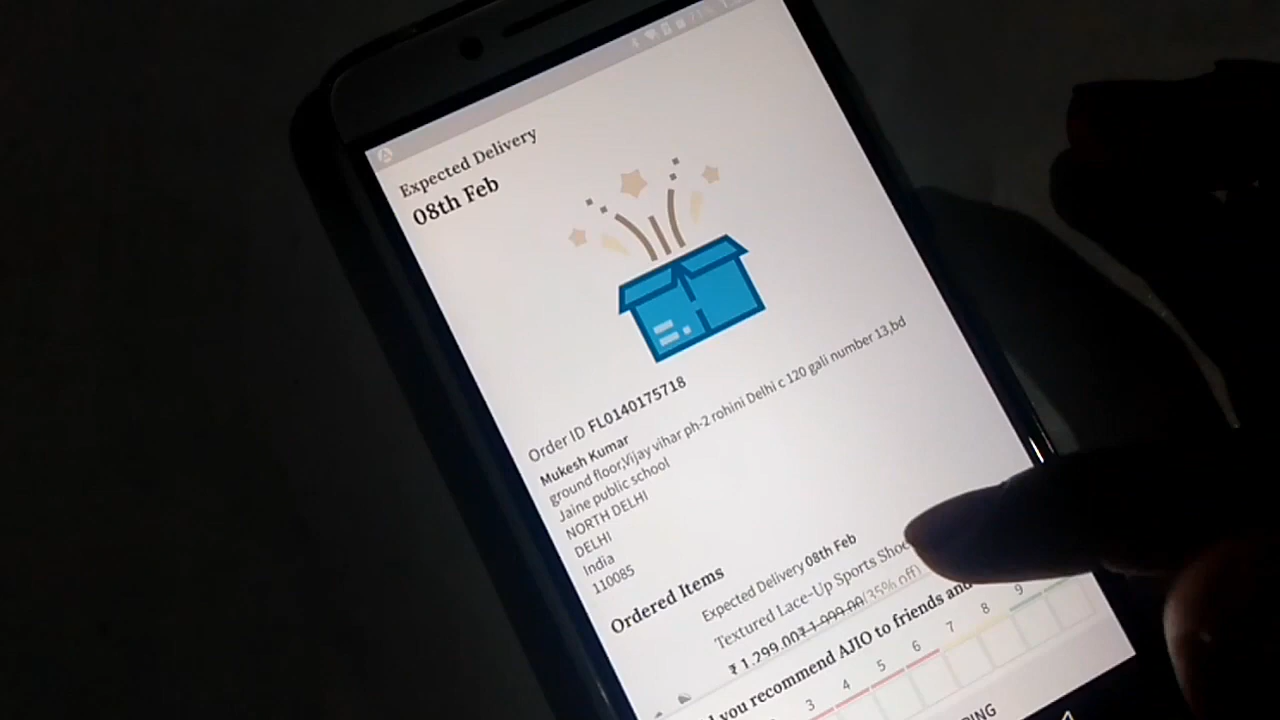 Expected Delivery
08th Feb
Order ID FL0140175718
Mukesh Kumar
ground floor,Vijay vihar ph-2 rohini Delhi c 120 gali number 13,bd
Jaine public school
NORTH DELHI
DELHI
India
110085
Ordered Items
Expected Delivery 08th Feb
Textured Lace-Up Sports Shoe
₹ 1,299.00 ₹ 1,999.00 (35% off)
you recommend AJIO to friends and
3 4 5 6 7 8 9